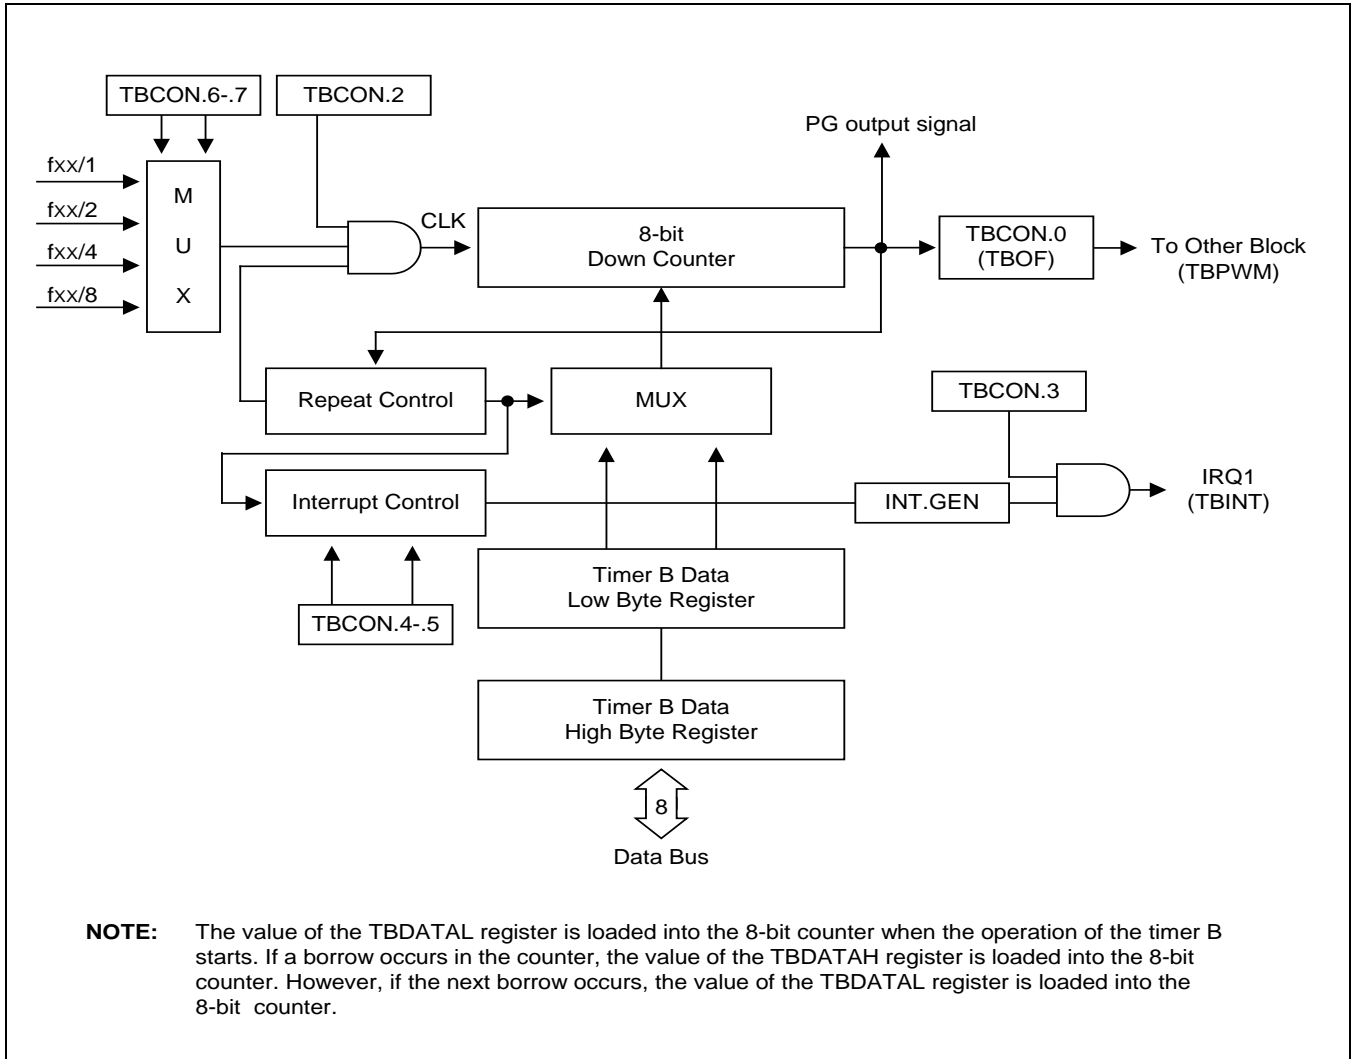 TBCON.6-.7
TBCON.2
PG output signal
fxx/1
fxx/2
fxx/4
fxx/8
M
U
X
CLK
8-bit
Down Counter
TBCON.0
(TBOF)
To Other Block
(TBPWM)
Repeat Control
MUX
TBCON.3
Interrupt Control
INT.GEN
IRQ1
(TBINT)
Timer B Data
Low Byte Register
TBCON.4-.5
Timer B Data
High Byte Register
8
Data Bus
NOTE: The value of the TBDATAL register is loaded into the 8-bit counter when the operation of the timer B
starts. If a borrow occurs in the counter, the value of the TBDATAH register is loaded into the 8-bit
counter. However, if the next borrow occurs, the value of the TBDATAL register is loaded into the
8-bit counter.